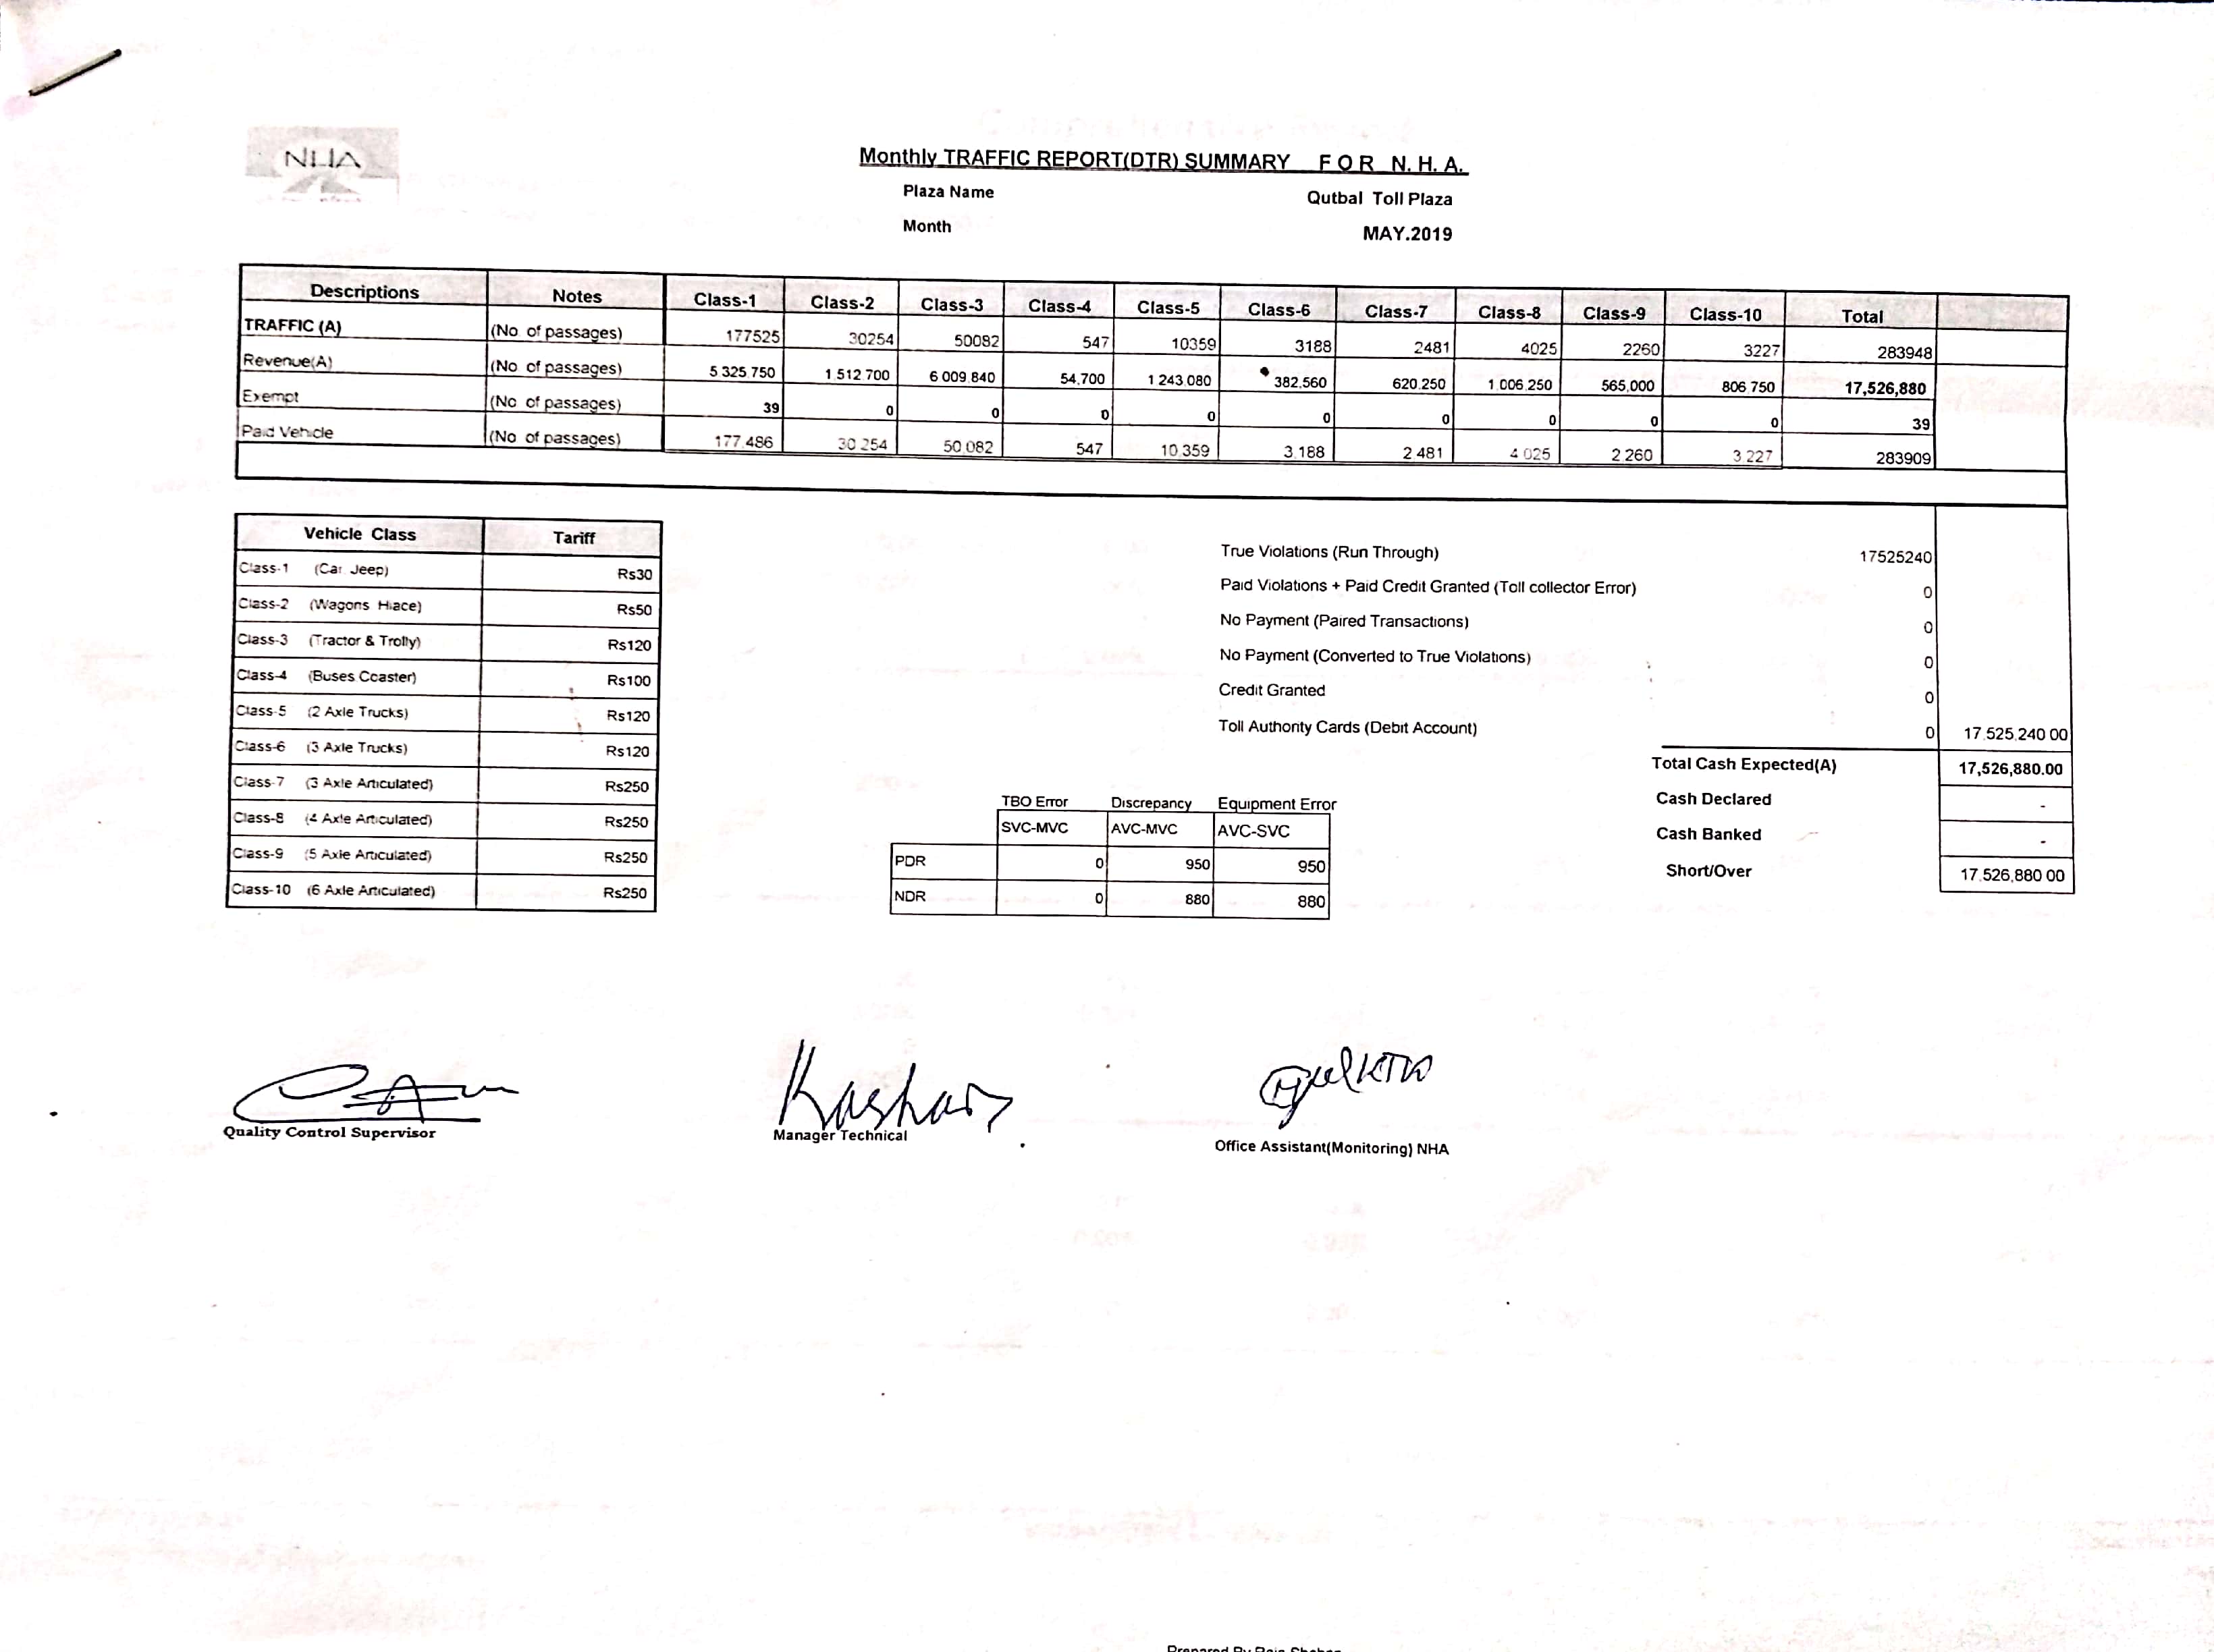 NHA
Monthly TRAFFIC REPORT(DTR) SUMMARY F O R N. H. A.
Plaza Name Qutbal Toll Plaza
Month MAY.2019
Descriptions Notes Class-1 Class-2 Class-3 Class-4 Class-5 Class-6 Class-7 Class-8 Class-9 Class-10 Total
TRAFFIC (A) (No. of passages) 177525 30254 50082 547 10359 3188 2481 4025 2260 3227 283948
Revenue(A) (No. of passages) 5,325,750 1,512,700 6,009,840 54,700 1,243,080 382,560 620,250 1,006,250 565,000 806,750 17,526,880
Exempt (No. of passages) 39 0 0 0 0 0 0 0 0 0 39
Paid Vehicle (No. of passages) 177,486 30,254 50,082 547 10,359 3,188 2,481 4,025 2,260 3,227 283909
Vehicle Class Tariff
Class-1 (Car, Jeep) Rs30
Class-2 (Wagons Hiace) Rs50
Class-3 (Tractor & Trolly) Rs120
Class-4 (Buses Coaster) Rs100
Class-5 (2 Axle Trucks) Rs120
Class-6 (3 Axle Trucks) Rs120
Class-7 (3 Axle Articulated) Rs250
Class-8 (4 Axle Articulated) Rs250
Class-9 (5 Axle Articulated) Rs250
Class-10 (6 Axle Articulated) Rs250
True Violations (Run Through) 17525240
Paid Violations + Paid Credit Granted (Toll collector Error) 0
No Payment (Paired Transactions) 0
No Payment (Converted to True Violations) 0
Credit Granted 0
Toll Authority Cards (Debit Account) 0 17,525,240.00
Total Cash Expected(A) 17,526,880.00
Cash Declared -
Cash Banked -
Short/Over 17,526,880.00
TBO Error Discrepancy Equipment Error
SVC-MVC AVC-MVC AVC-SVC
PDR 0 950 950
NDR 0 880 880
Quality Control Supervisor
Manager Technical
Office Assistant(Monitoring) NHA